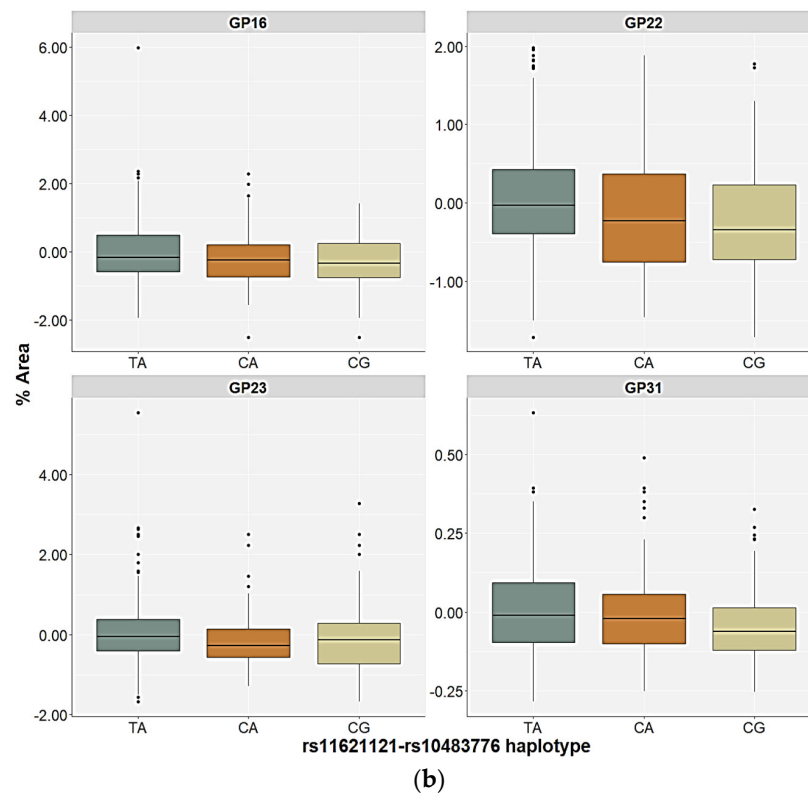 GP16 GP22
6.00
4.00
2.00
0.00
-2.00
2.00
1.00
0.00
-1.00
TA CA CG TA CA CG
% Area
GP23 GP31
4.00
2.00
0.00
-2.00
0.50
0.25
0.00
-0.25
TA CA CG TA CA CG
rs11621121-rs10483776 haplotype
(b)